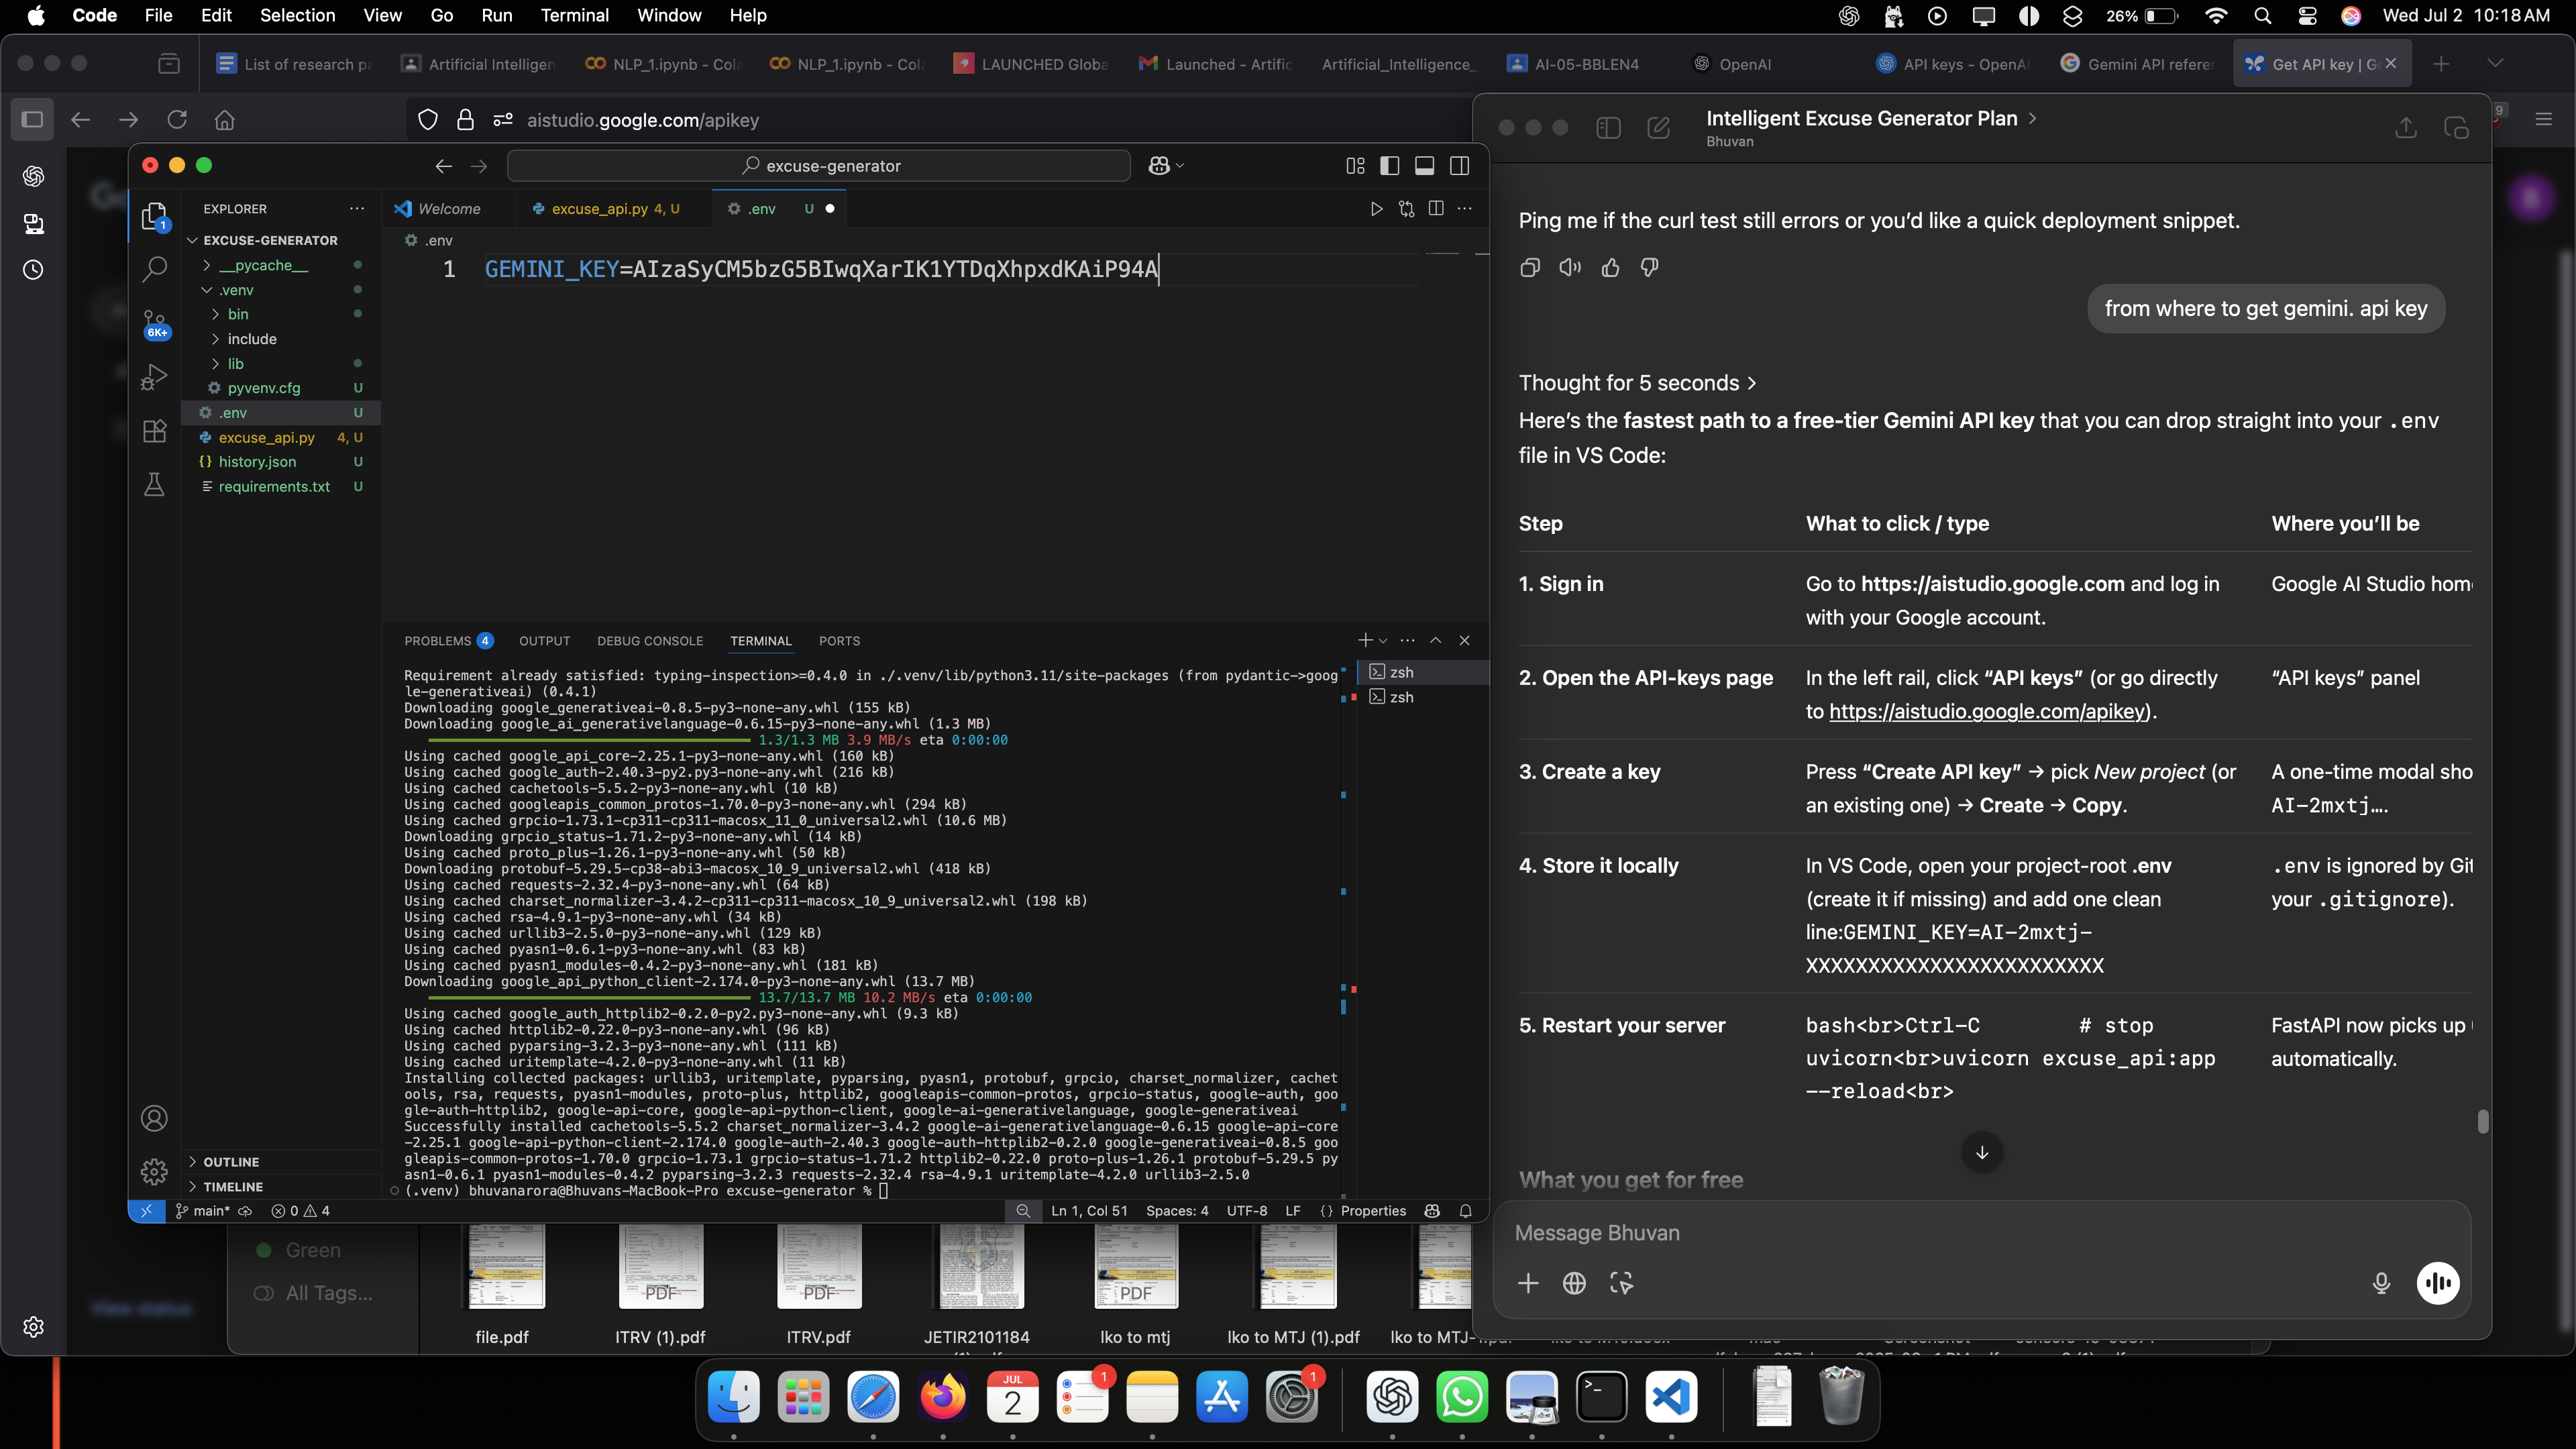 Code File Edit Selection View Go Run Terminal Window Help
26% Wed Jul 2 10:18 AM
List of research pa
Artificial Intelligen
NLP_1.ipynb - Col
NLP_1.ipynb - Col
LAUNCHED Globa
Launched - Artific
Artificial_Intelligence_
AI-05-BBLEN4
OpenAI
API keys - OpenAI
Gemini API referen
Get API key | G
aistudio.google.com/apikey
9
excuse-generator
EXPLORER
Welcome
excuse_api.py 4, U
.env U
EXCUSE-GENERATOR
__pycache__
.venv
bin
include
lib
pyvenv.cfg U
.env U
excuse_api.py 4, U
history.json U
requirements.txt U
OUTLINE
TIMELINE
1
6K+
.env
1 GEMINI_KEY=AIzaSyCM5bzG5BIwqXarIK1YTDqXhpxdKAiP94A
PROBLEMS 4 OUTPUT DEBUG CONSOLE TERMINAL PORTS
zsh
zsh
Requirement already satisfied: typing-inspection>=0.4.0 in ./.venv/lib/python3.11/site-packages (from pydantic->goog
le-generativeai) (0.4.1)
Downloading google_generativeai-0.8.5-py3-none-any.whl (155 kB)
Downloading google_ai_generativelanguage-0.6.15-py3-none-any.whl (1.3 MB)
1.3/1.3 MB 3.9 MB/s eta 0:00:00
Using cached google_api_core-2.25.1-py3-none-any.whl (160 kB)
Using cached google_auth-2.40.3-py2.py3-none-any.whl (216 kB)
Using cached cachetools-5.5.2-py3-none-any.whl (10 kB)
Using cached googleapis_common_protos-1.70.0-py3-none-any.whl (294 kB)
Using cached grpcio-1.73.1-cp311-cp311-macosx_11_0_universal2.whl (10.6 MB)
Downloading grpcio_status-1.71.2-py3-none-any.whl (14 kB)
Using cached proto_plus-1.26.1-py3-none-any.whl (50 kB)
Downloading protobuf-5.29.5-cp38-abi3-macosx_10_9_universal2.whl (418 kB)
Using cached requests-2.32.4-py3-none-any.whl (64 kB)
Using cached charset_normalizer-3.4.2-cp311-cp311-macosx_10_9_universal2.whl (198 kB)
Using cached rsa-4.9.1-py3-none-any.whl (34 kB)
Using cached urllib3-2.5.0-py3-none-any.whl (129 kB)
Using cached pyasn1-0.6.1-py3-none-any.whl (83 kB)
Using cached pyasn1_modules-0.4.2-py3-none-any.whl (181 kB)
Downloading google_api_python_client-2.174.0-py3-none-any.whl (13.7 MB)
13.7/13.7 MB 10.2 MB/s eta 0:00:00
Using cached google_auth_httplib2-0.2.0-py2.py3-none-any.whl (9.3 kB)
Using cached httplib2-0.22.0-py3-none-any.whl (96 kB)
Using cached pyparsing-3.2.3-py3-none-any.whl (111 kB)
Using cached uritemplate-4.2.0-py3-none-any.whl (11 kB)
Installing collected packages: urllib3, uritemplate, pyparsing, pyasn1, protobuf, grpcio, charset_normalizer, cachet
ools, rsa, requests, pyasn1-modules, proto-plus, httplib2, googleapis-common-protos, grpcio-status, google-auth, goo
gle-auth-httplib2, google-api-core, google-api-python-client, google-ai-generativelanguage, google-generativeai
Successfully installed cachetools-5.5.2 charset_normalizer-3.4.2 google-ai-generativelanguage-0.6.15 google-api-core
-2.25.1 google-api-python-client-2.174.0 google-auth-2.40.3 google-auth-httplib2-0.2.0 google-generativeai-0.8.5 goo
gleapis-common-protos-1.70.0 grpcio-1.73.1 grpcio-status-1.71.2 httplib2-0.22.0 proto-plus-1.26.1 protobuf-5.29.5 py
asn1-0.6.1 pyasn1-modules-0.4.2 pyparsing-3.2.3 requests-2.32.4 rsa-4.9.1 uritemplate-4.2.0 urllib3-2.5.0
(.venv) bhuvanarora@Bhuvans-MacBook-Pro excuse-generator %
main* 0 4 Ln 1, Col 51 Spaces: 4 UTF-8 LF {} Properties
Intelligent Excuse Generator Plan >
Bhuvan
Ping me if the curl test still errors or you’d like a quick deployment snippet.
from where to get gemini. api key
Thought for 5 seconds >
Here’s the fastest path to a free-tier Gemini API key that you can drop straight into your .env
file in VS Code:
Step What to click / type Where you’ll be
1. Sign in Go to https://aistudio.google.com and log in Google AI Studio hom
with your Google account.
2. Open the API-keys page In the left rail, click “API keys” (or go directly “API keys” panel
to https://aistudio.google.com/apikey).
3. Create a key Press “Create API key” → pick New project (or A one-time modal sho
an existing one) → Create → Copy. AI-2mxtj….
4. Store it locally In VS Code, open your project-root .env .env is ignored by Git
(create it if missing) and add one clean your .gitignore).
line:GEMINI_KEY=AI-2mxtj-
XXXXXXXXXXXXXXXXXXXXXXXX
5. Restart your server bash<br>Ctrl-C # stop FastAPI now picks up
uvicorn<br>uvicorn excuse_api:app automatically.
--reload<br>
What you get for free
Message Bhuvan
View status
Green
All Tags...
PDF PDF PDF
file.pdf ITRV (1).pdf ITRV.pdf JETIR2101184 lko to mtj lko to MTJ (1).pdf
JUL
2
1
1